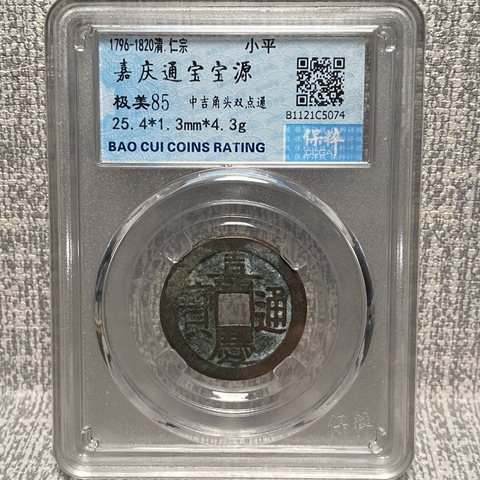 1796-1820清.仁宗 小平
嘉庆通宝宝源
极美85 中吉角头双点通
25.4*1.3mm*4.3g
BAO CUI COINS RATING
B1121C5074
保粹
嘉慶通寶
保粹